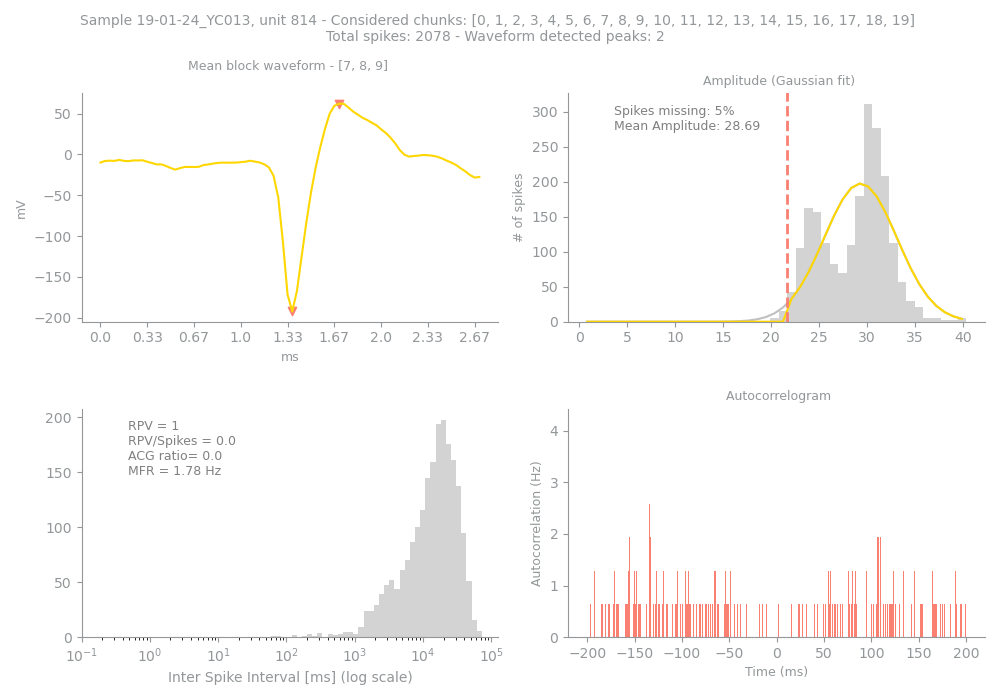 Sample 19-01-24_YC013, unit 814 - Considered chunks: [0, 1, 2, 3, 4, 5, 6, 7, 8, 9, 10, 11, 12, 13, 14, 15, 16, 17, 18, 19]
Total spikes: 2078 - Waveform detected peaks: 2
Mean block waveform - [7, 8, 9]
50
0
−50
−100
−150
−200
mV
0.0 0.33 0.67 1.0 1.33 1.67 2.0 2.33 2.67
ms
Amplitude (Gaussian fit)
Spikes missing: 5%
Mean Amplitude: 28.69
300
250
200
150
100
50
0
# of spikes
0 5 10 15 20 25 30 35 40
RPV = 1
RPV/Spikes = 0.0
ACG ratio= 0.0
MFR = 1.78 Hz
200
150
100
50
0
10⁻¹ 10⁰ 10¹ 10² 10³ 10⁴ 10⁵
Inter Spike Interval [ms] (log scale)
Autocorrelogram
4
3
2
1
0
Autocorrelation (Hz)
−200 −150 −100 −50 0 50 100 150 200
Time (ms)